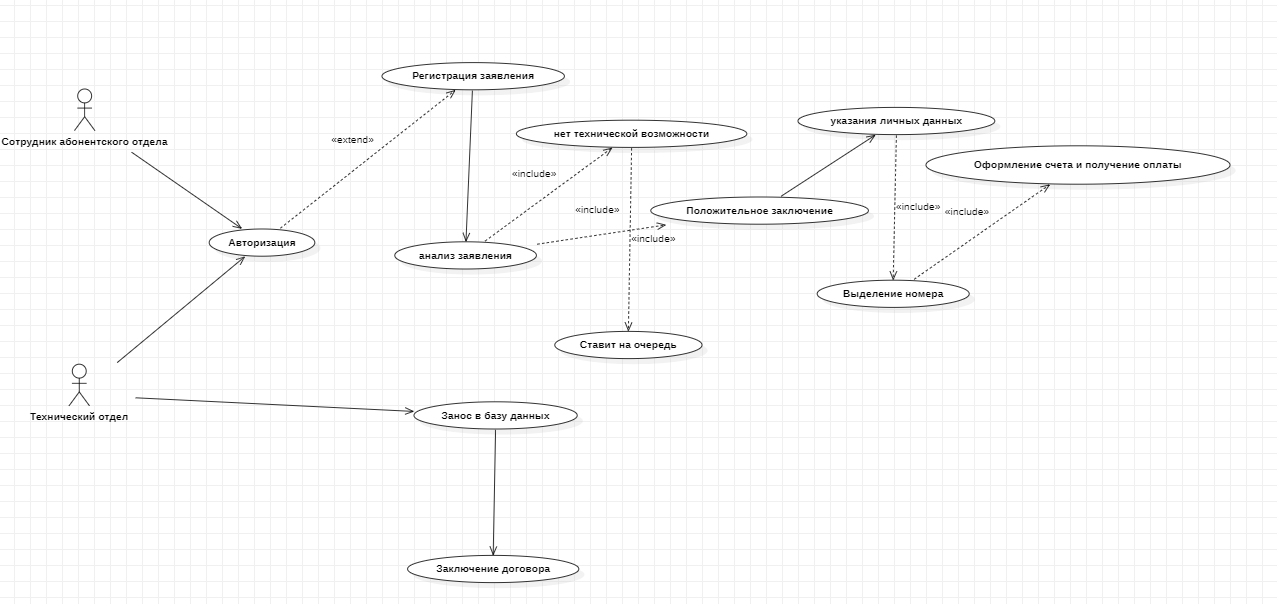 Регистрация заявления
Сотрудник абонентского отдела
«extend»
нет технической возможности
указания личных данных
Оформление счета и получение оплаты
«include»
«include»
Положительное заключение
«include»
«include»
«include»
Авторизация
анализ заявления
Выделение номера
Ставит на очередь
Технический отдел
Занос в базу данных
Заключение договора